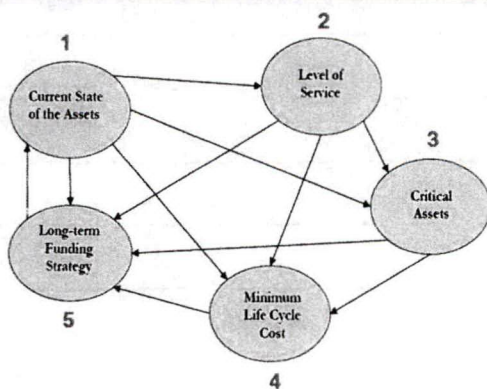 1
Current State
of the Assets
2
Level of
Service
3
Critical
Assets
Minimum
Life Cycle
Cost
4
Long-term
Funding
Strategy
5